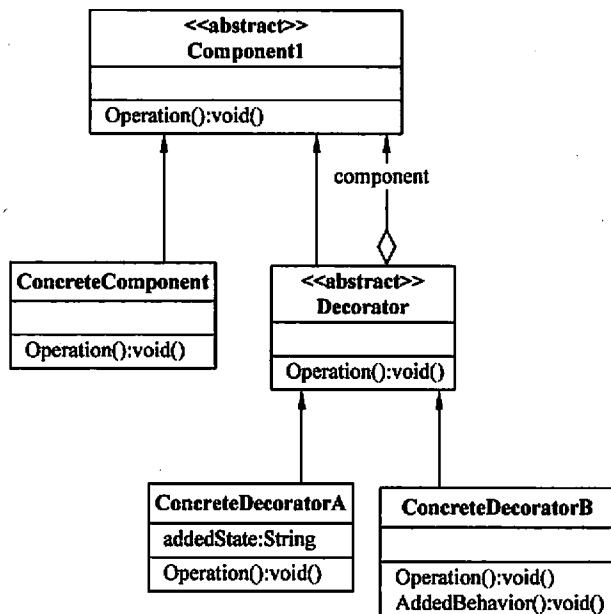 <<abstract>>
Component1
Operation():void()
component
ConcreteComponent
Operation():void()
<<abstract>>
Decorator
Operation():void()
ConcreteDecoratorA
addedState:String
Operation():void()
ConcreteDecoratorB
Operation():void()
AddedBehavior():void()